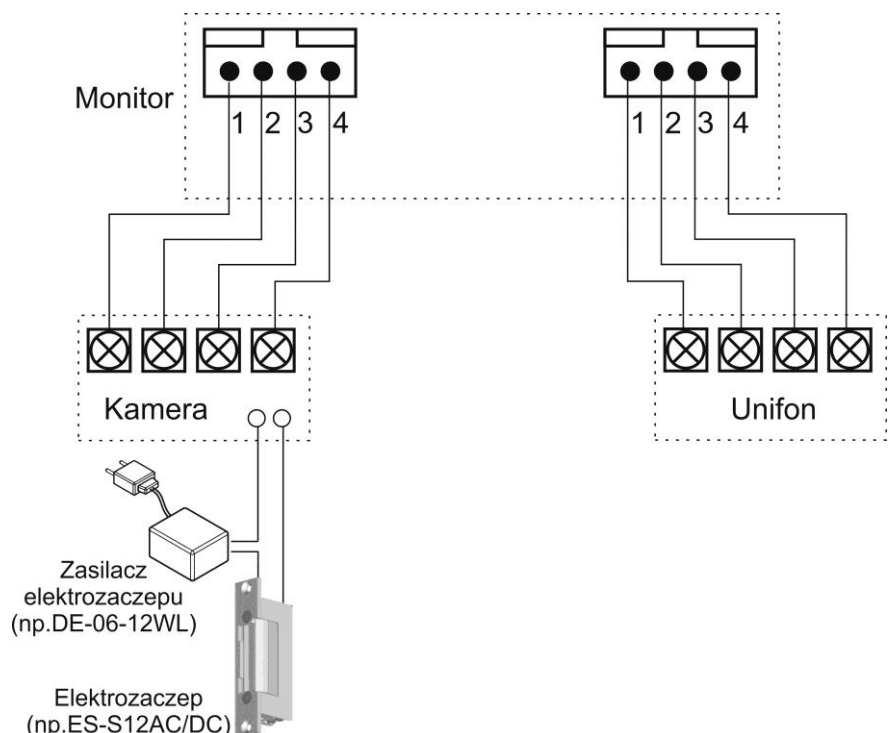 Monitor
1 2 3 4
1 2 3 4
Kamera
Unifon
Zasilacz
elektrozaczepu
(np.DE-06-12WL)
Elektrozaczep
(np.ES-S12AC/DC)